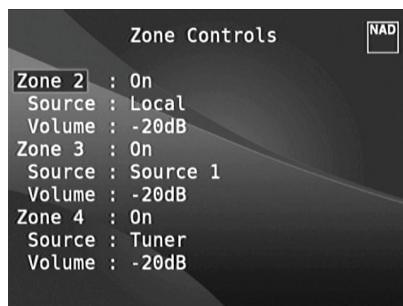 Zone Controls
NAD
Zone 2 : On
Source : Local
Volume : -20dB
Zone 3 : On
Source : Source 1
Volume : -20dB
Zone 4 : On
Source : Tuner
Volume : -20dB